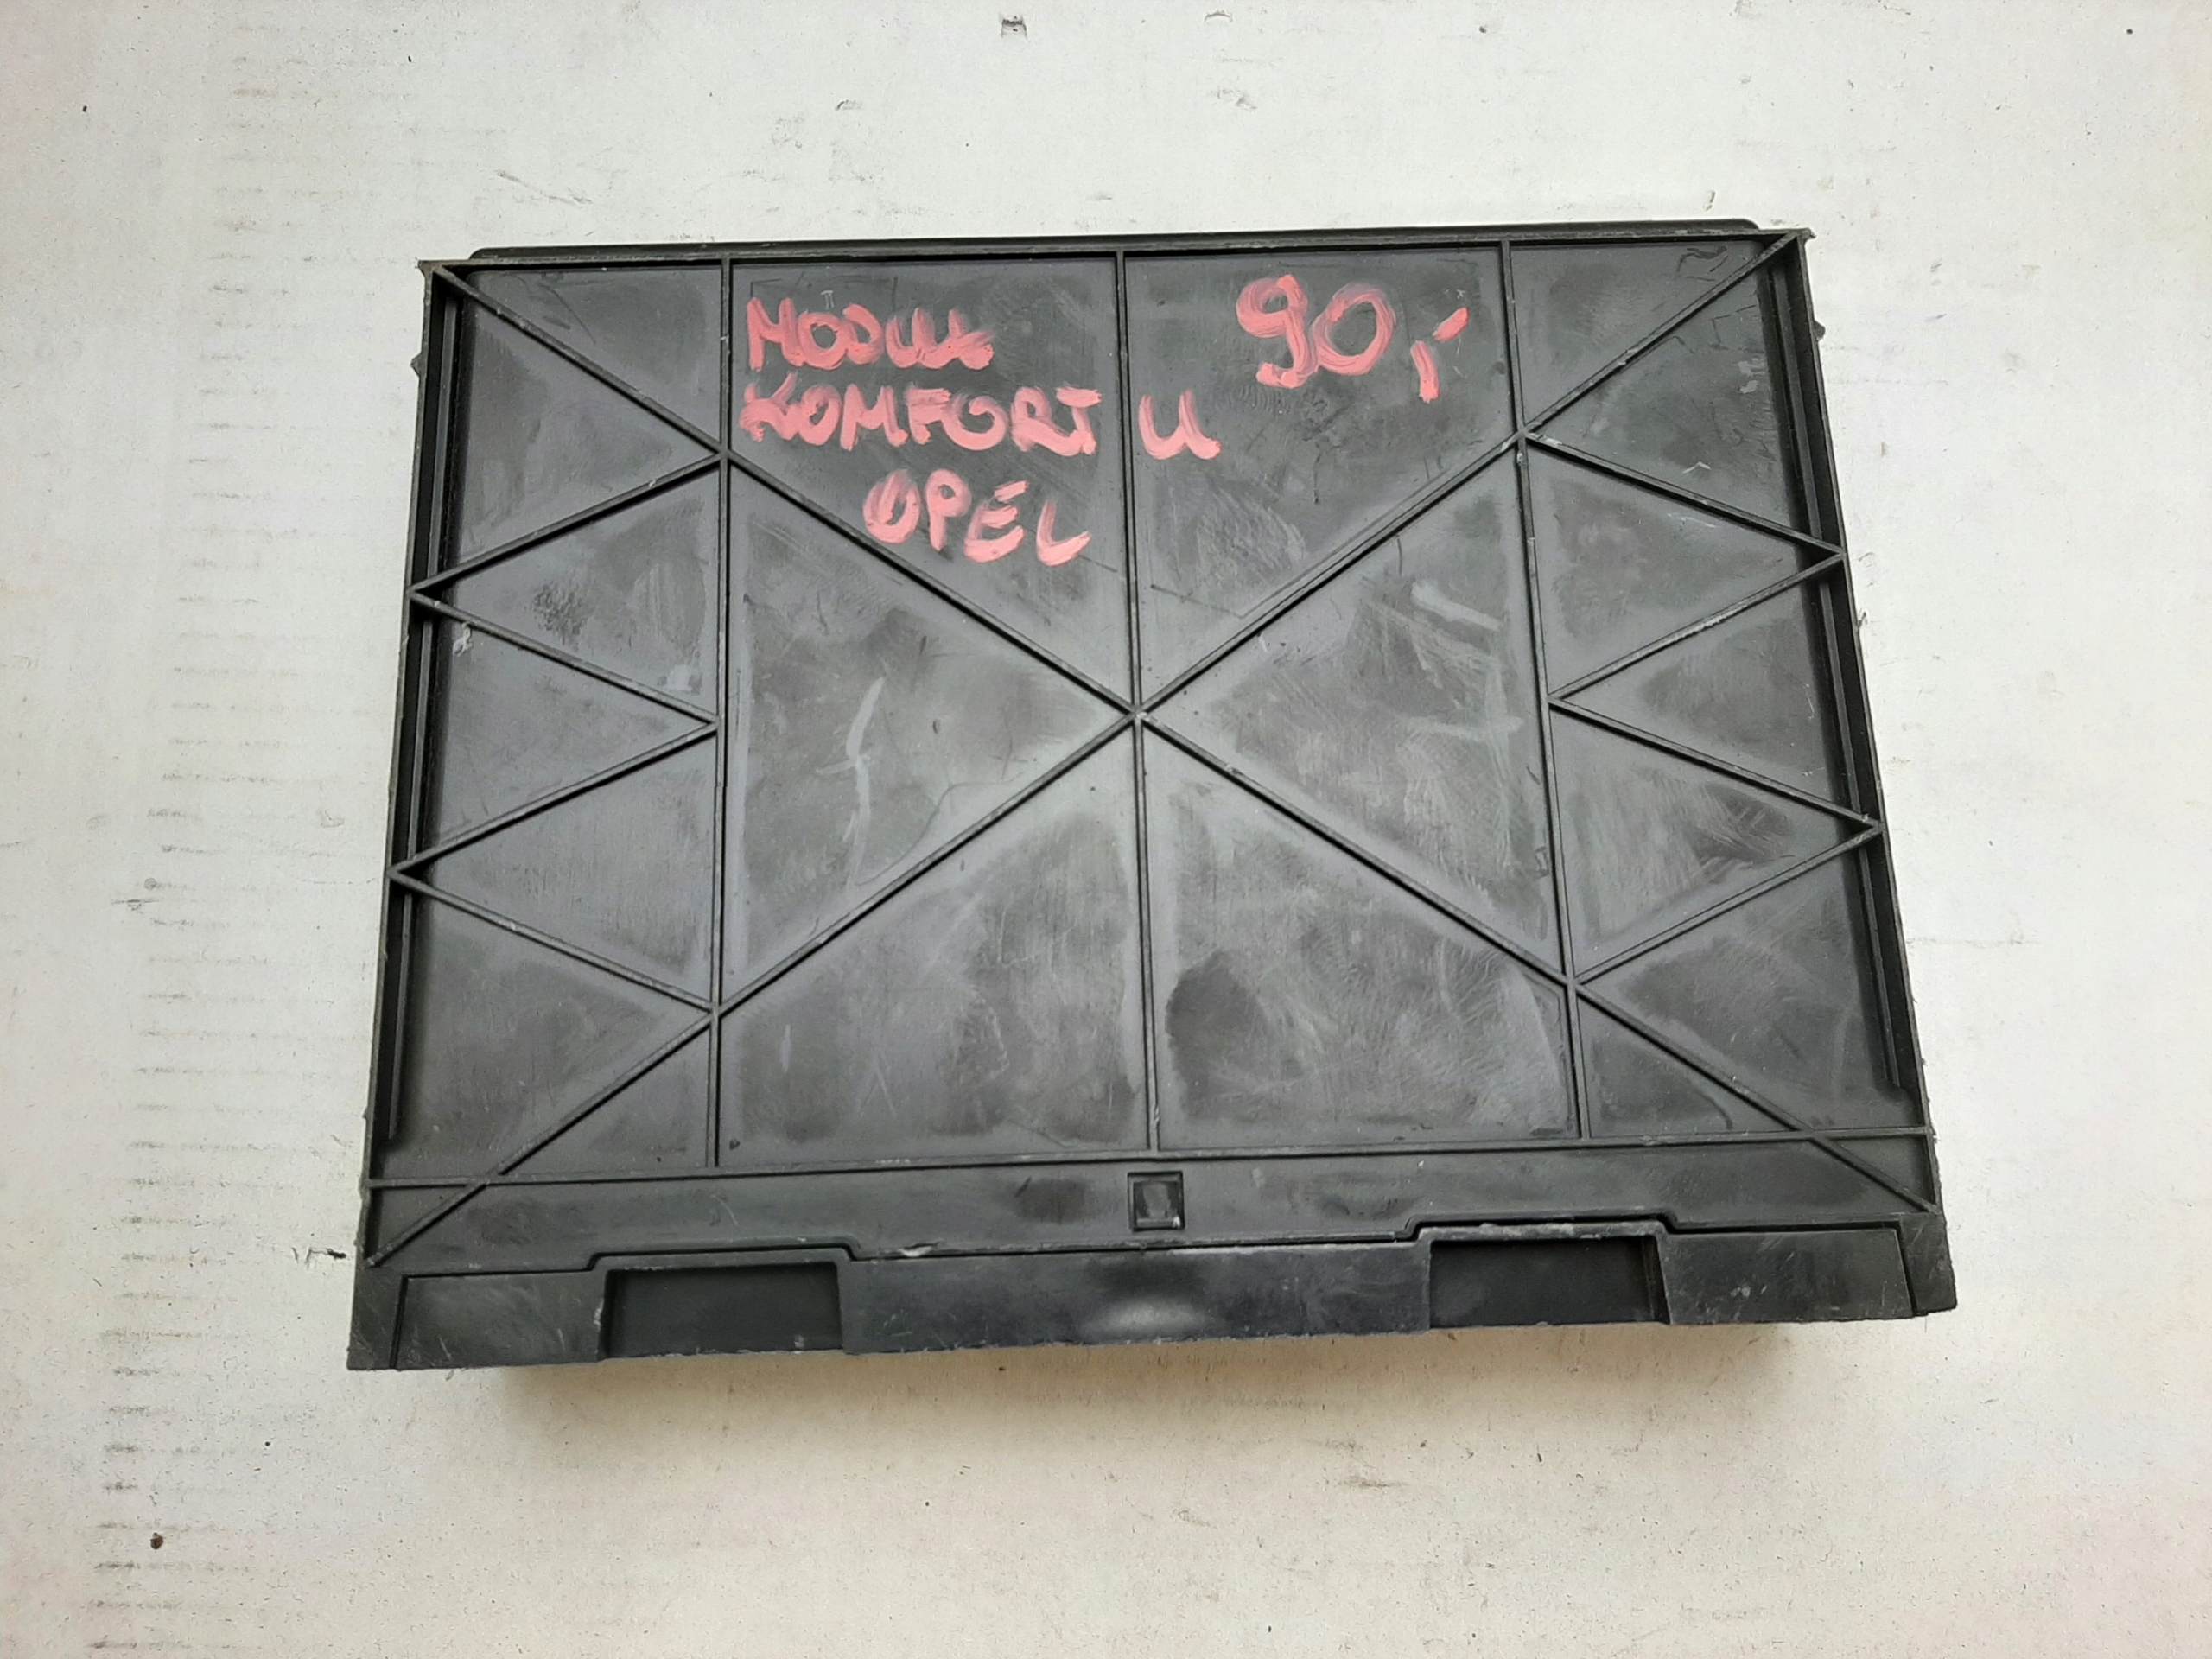 MODUŁ 90,-
KOMFORTU
OPEL